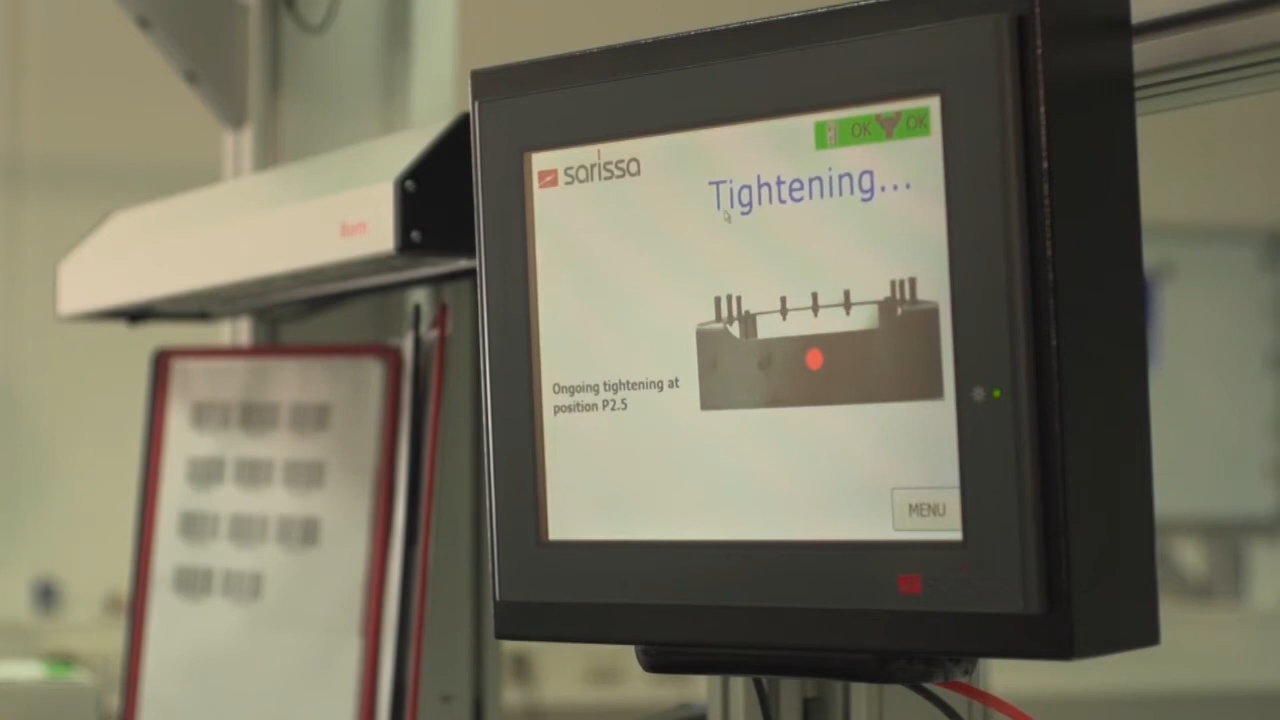 sarissa
OK OK
Tightening...
Ongoing tightening at
position P2.5
MENU